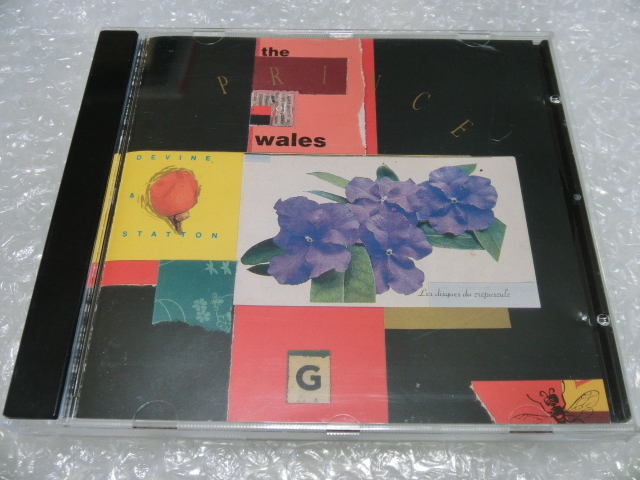 the
PRINCE
wales
DEVINE
&
STATTON
Les disques du crépuscule
G